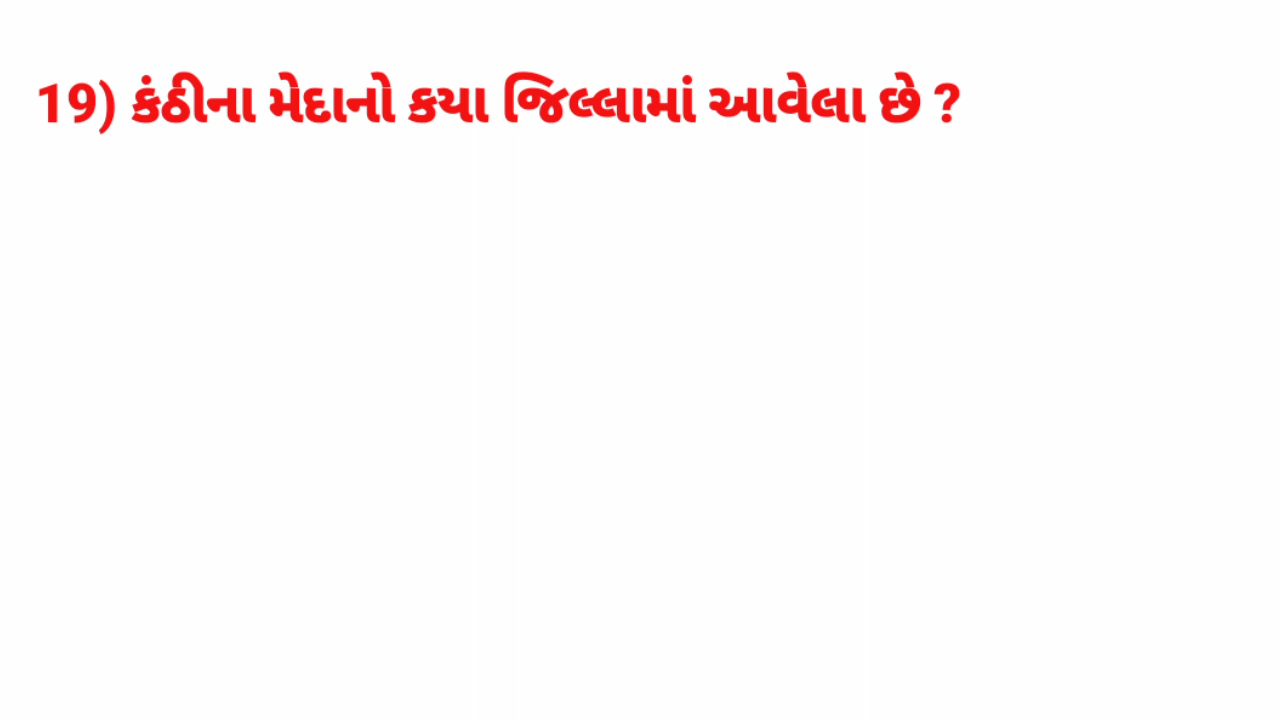 19) કંઠીના મેદાનો કયા જિલ્લામાં આવેલા છે ?